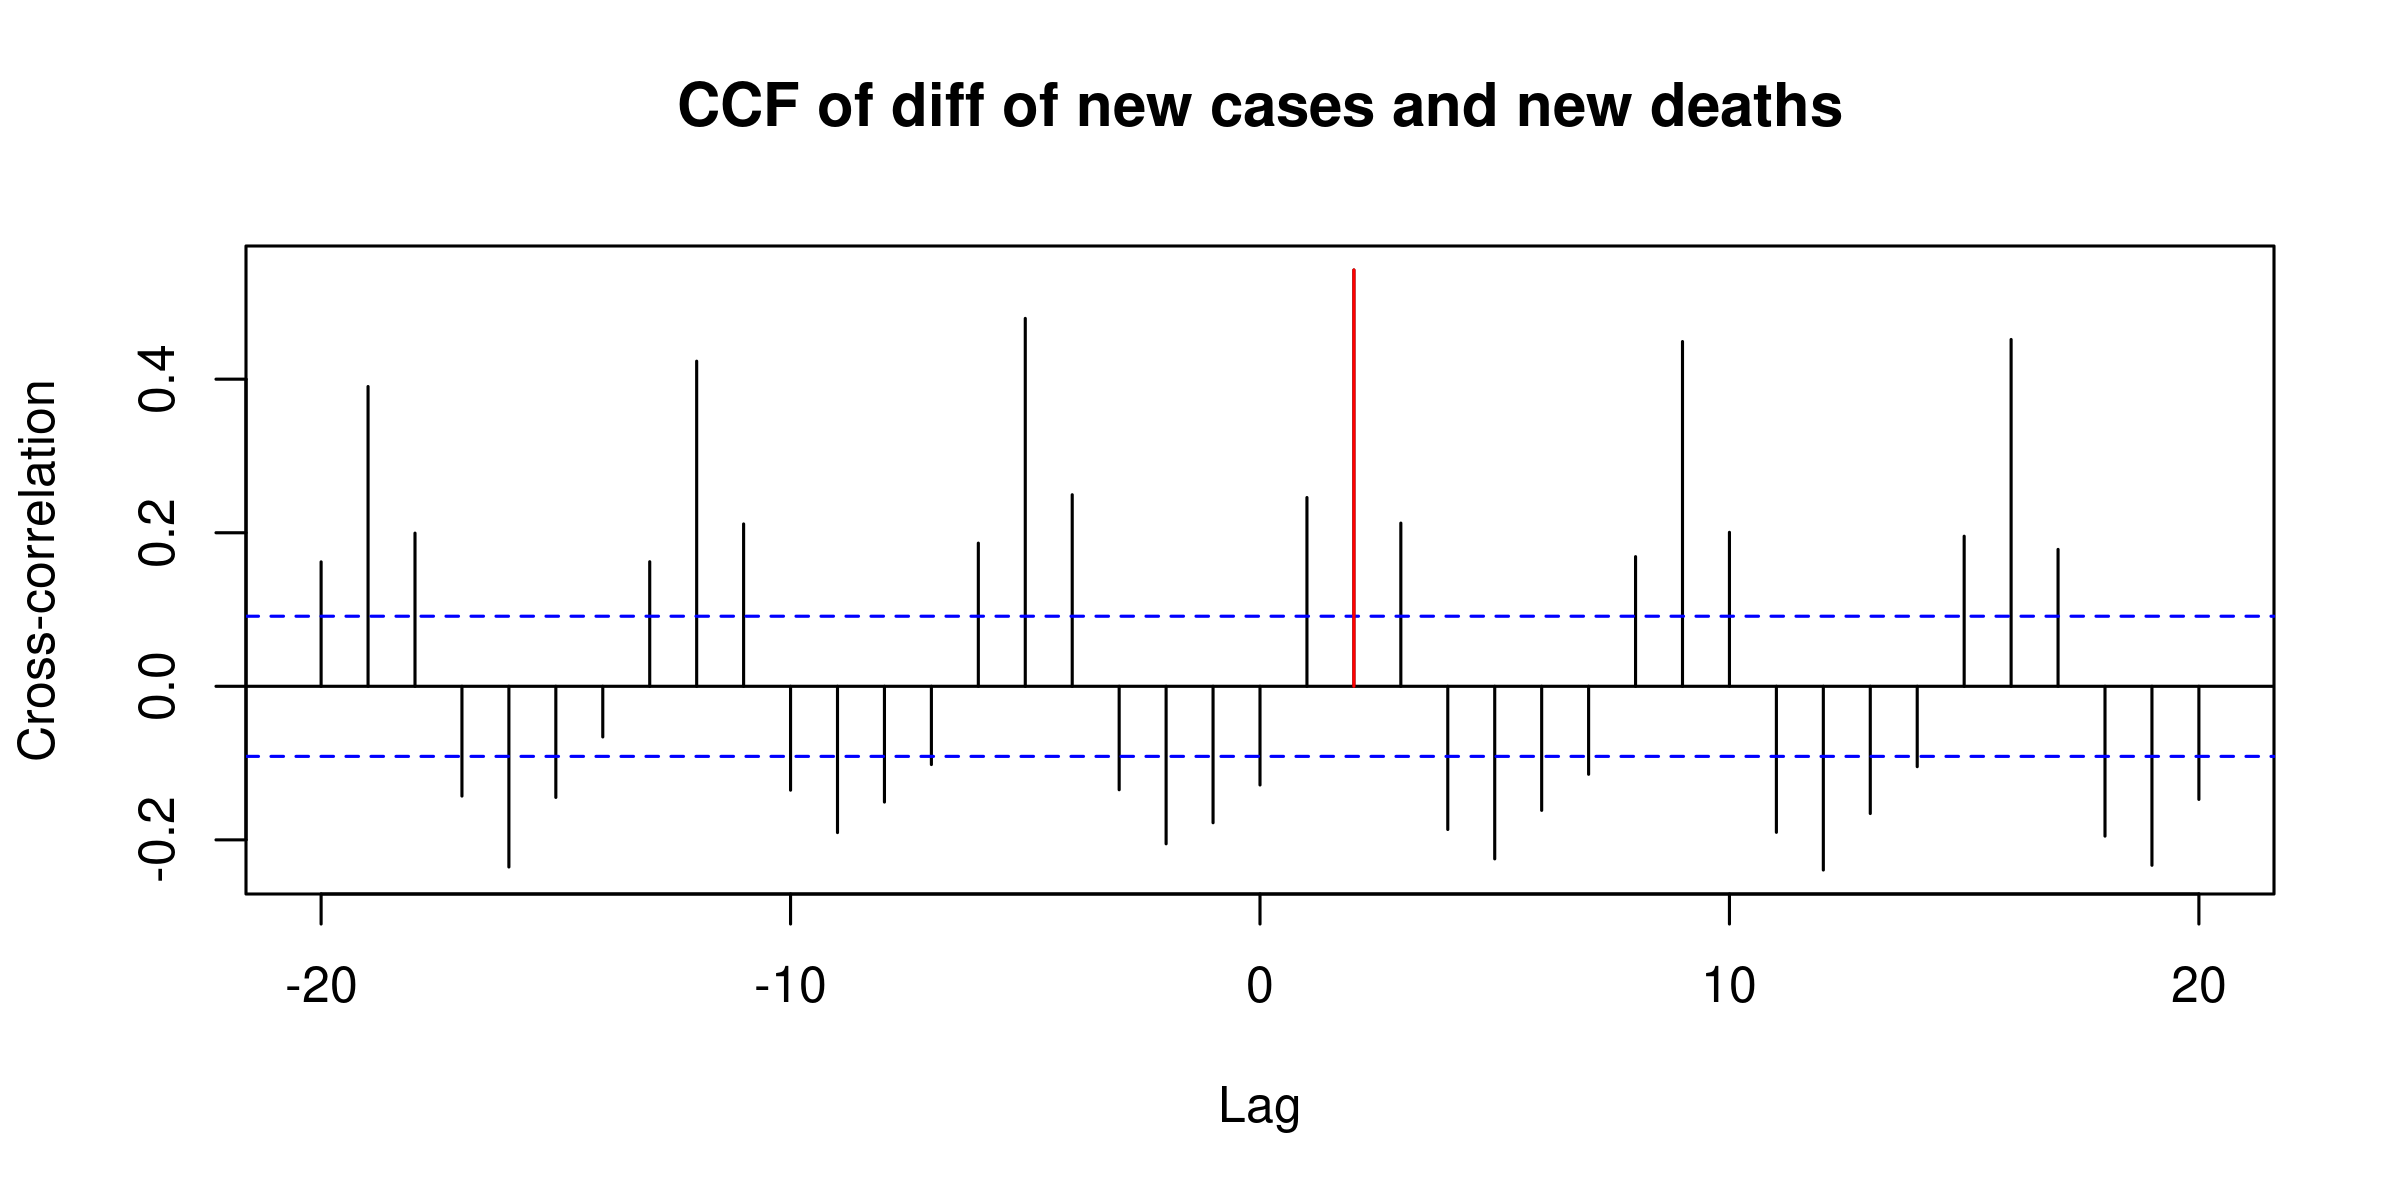 CCF of diff of new cases and new deaths
Cross-correlation
0.4
0.2
0.0
-0.2
-20 -10 0 10 20
Lag